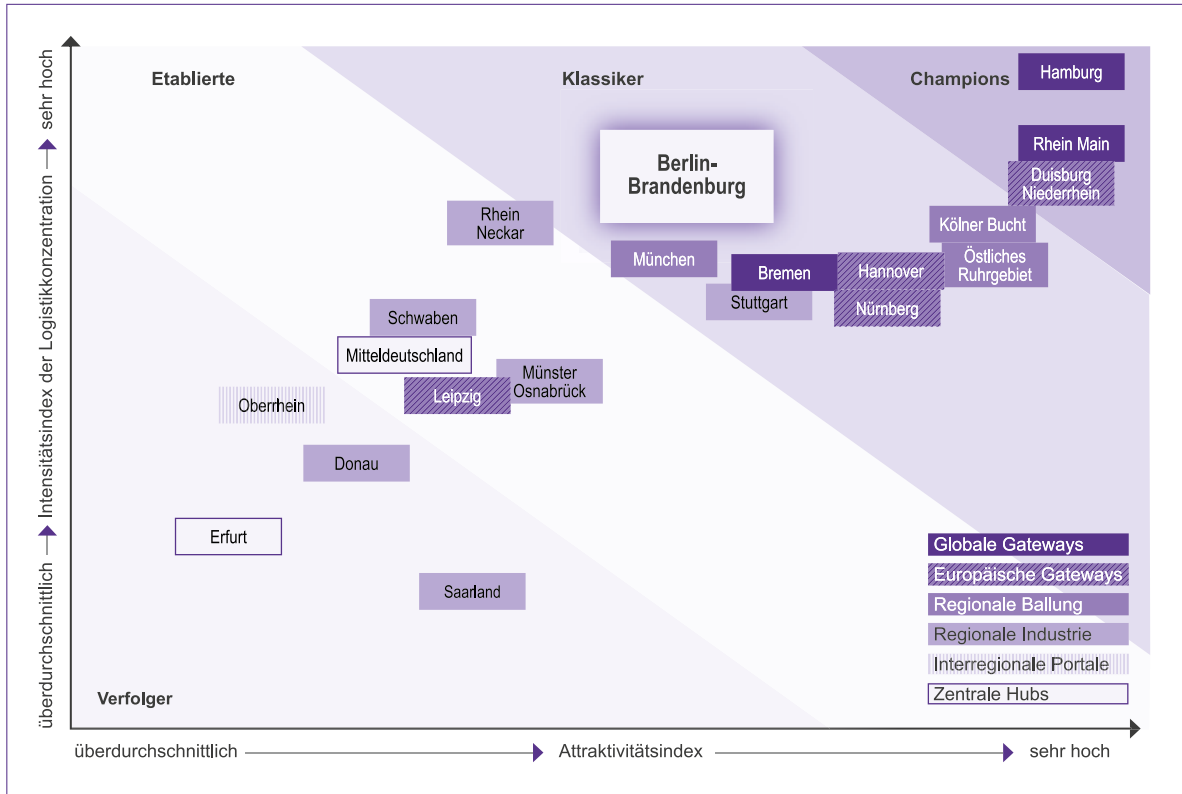 Etablierte
Klassiker
Champions
Hamburg
Rhein Main
Duisburg
Niederrhein
Berlin-
Brandenburg
Rhein
Neckar
Kölner Bucht
München
Bremen
Hannover
Östliches
Ruhrgebiet
Stuttgart
Nürnberg
Schwaben
Mitteldeutschland
Münster
Osnabrück
Leipzig
Oberrhein
Donau
Erfurt
Saarland
Globale Gateways
Europäische Gateways
Regionale Ballung
Regionale Industrie
Interregionale Portale
Zentrale Hubs
Verfolger
überdurchschnittlich
Intensitätsindex der Logistikkonzentration
sehr hoch
überdurchschnittlich
Attraktivitätsindex
sehr hoch